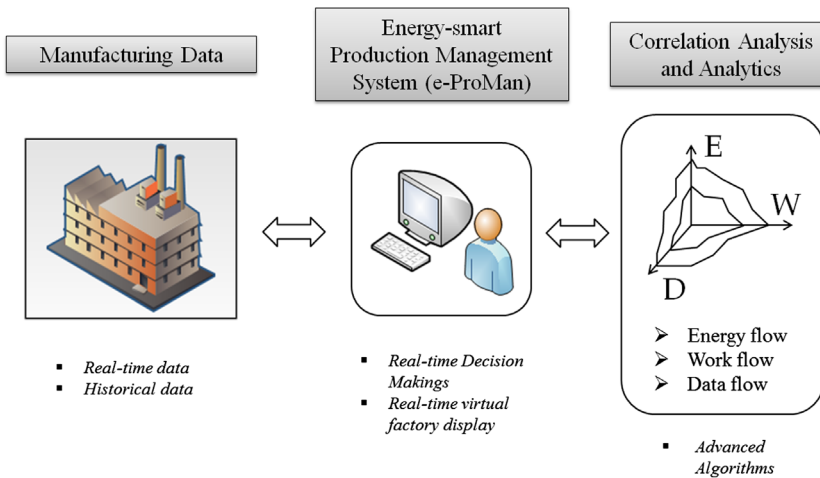 Manufacturing Data
Energy-smart
Production Management
System (e-ProMan)
Correlation Analysis
and Analytics
E
W
D
➢ Energy flow
➢ Work flow
➢ Data flow
▪ Real-time data
▪ Historical data
▪ Real-time Decision
Makings
▪ Real-time virtual
factory display
▪ Advanced
Algorithms